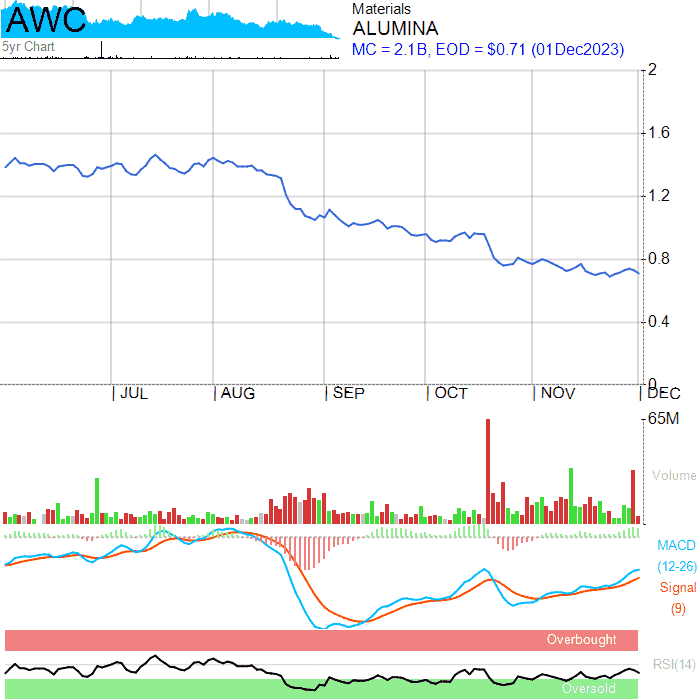 AWC
5yr Chart
Materials
ALUMINA
MC = 2.1B, EOD = $0.71 (01Dec2023)
2
1.6
1.2
0.8
0.4
0
JUL
AUG
SEP
OCT
NOV
DEC
65M
Volume
MACD
(12-26)
Signal
(9)
Overbought
RSI(14)
Oversold